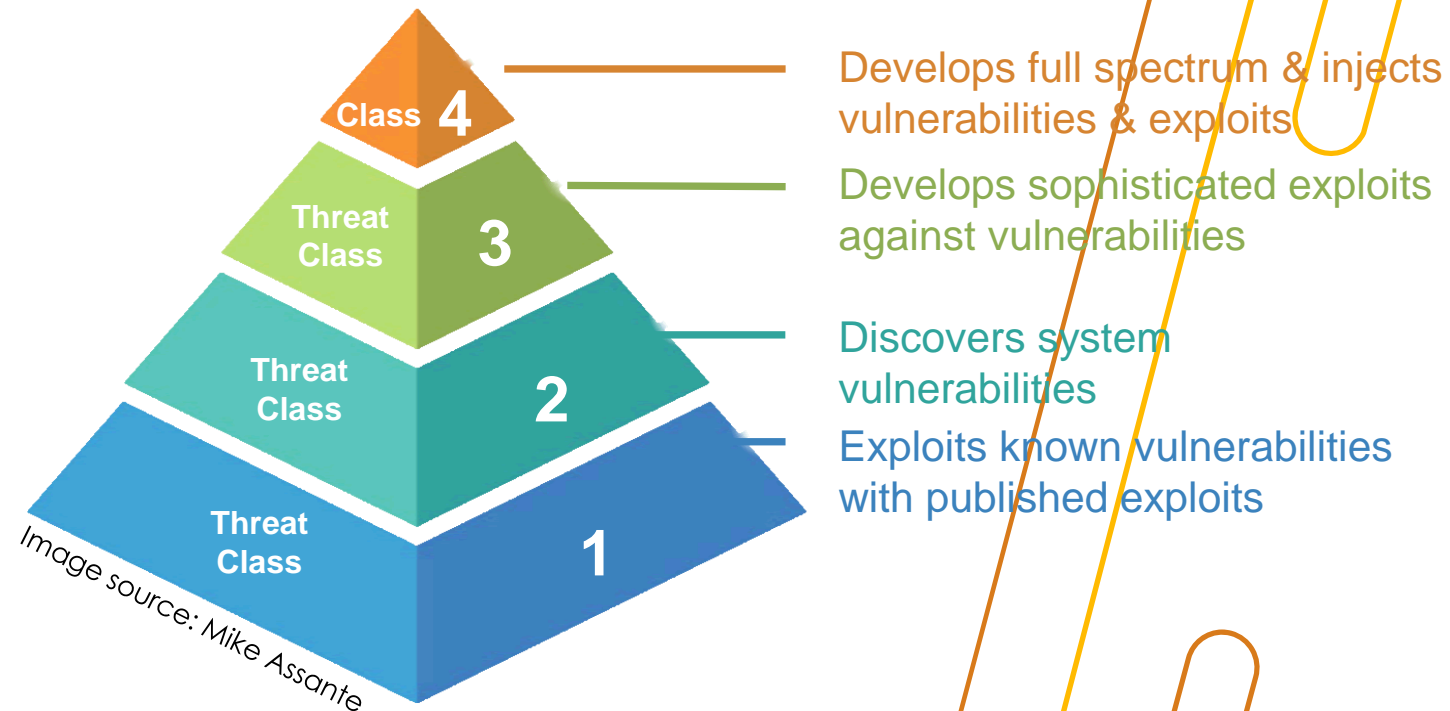 Class 4
Develops full spectrum & injects
vulnerabilities & exploits
Threat
Class
3
Develops sophisticated exploits
against vulnerabilities
Threat
Class
2
Discovers system
vulnerabilities
Threat
Class
1
Exploits known vulnerabilities
with published exploits
Image source: Mike Assante